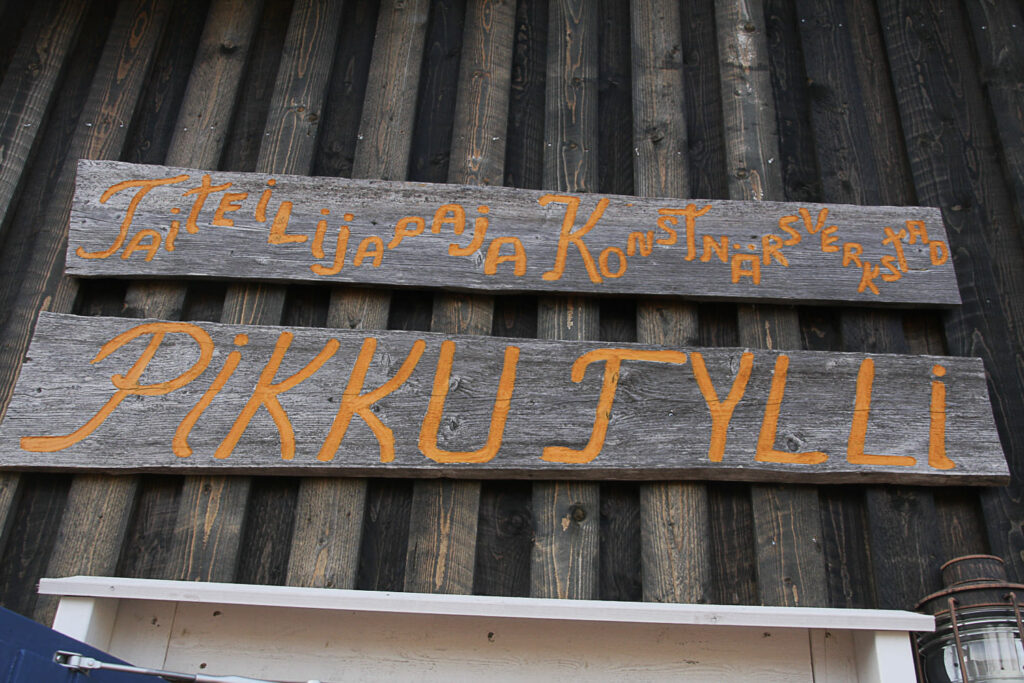 TaiteiLijapaja KONSTNÄRSVERKSTAD
PiKKU TYLLi